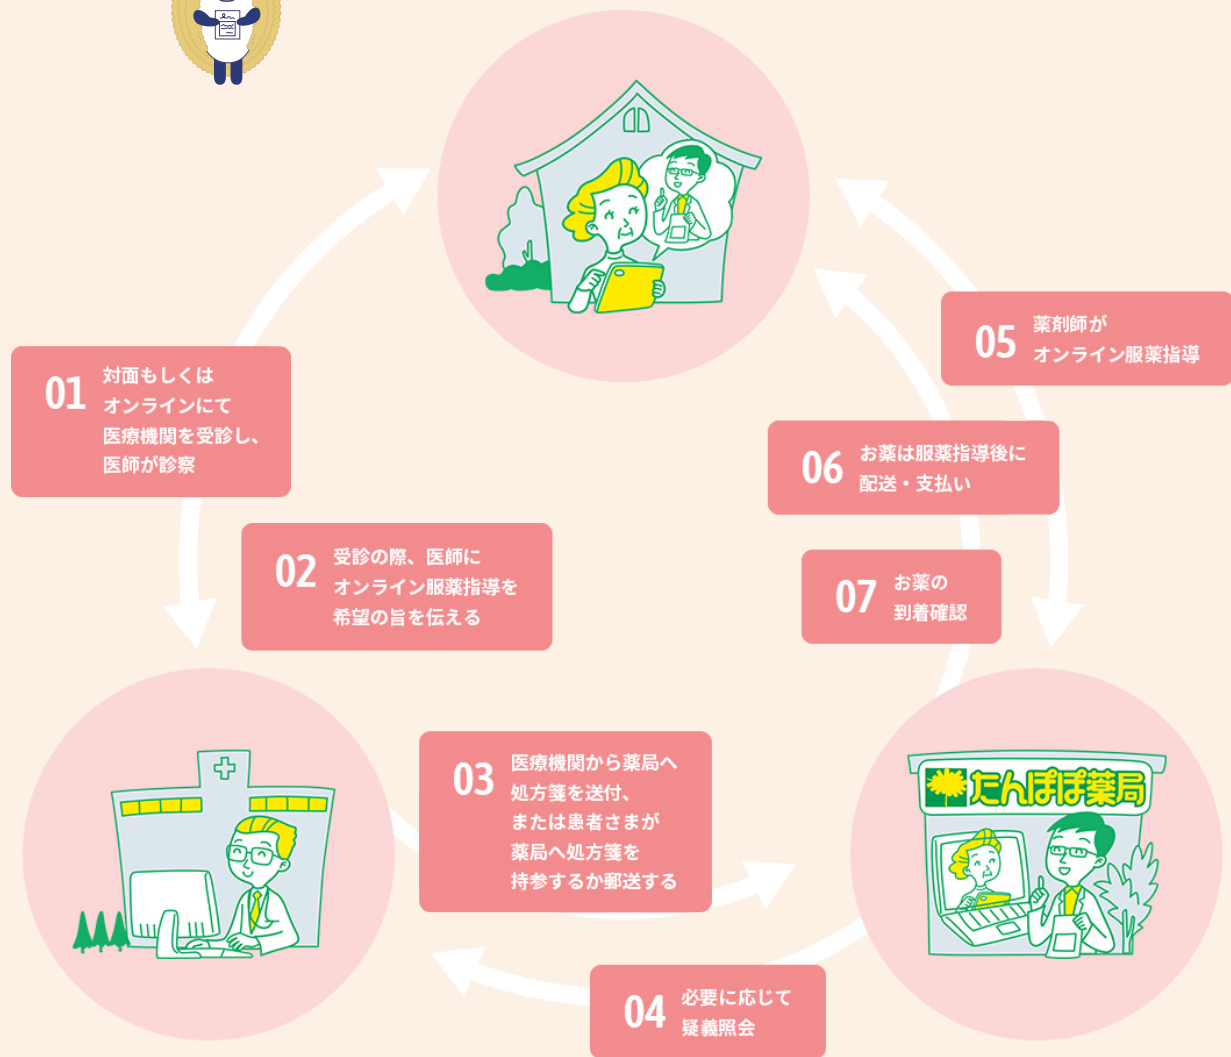 01
対面もしくは
オンラインにて
医療機関を受診し、
医師が診察
02
受診の際、医師に
オンライン服薬指導を
希望の旨を伝える
03
医療機関から薬局へ
処方箋を送付、
または患者さまが
薬局へ処方箋を
持参するか郵送する
04
必要に応じて
疑義照会
05
薬剤師が
オンライン服薬指導
06
お薬は服薬指導後に
配送・支払い
07
お薬の
到着確認
たんぽぽ薬局